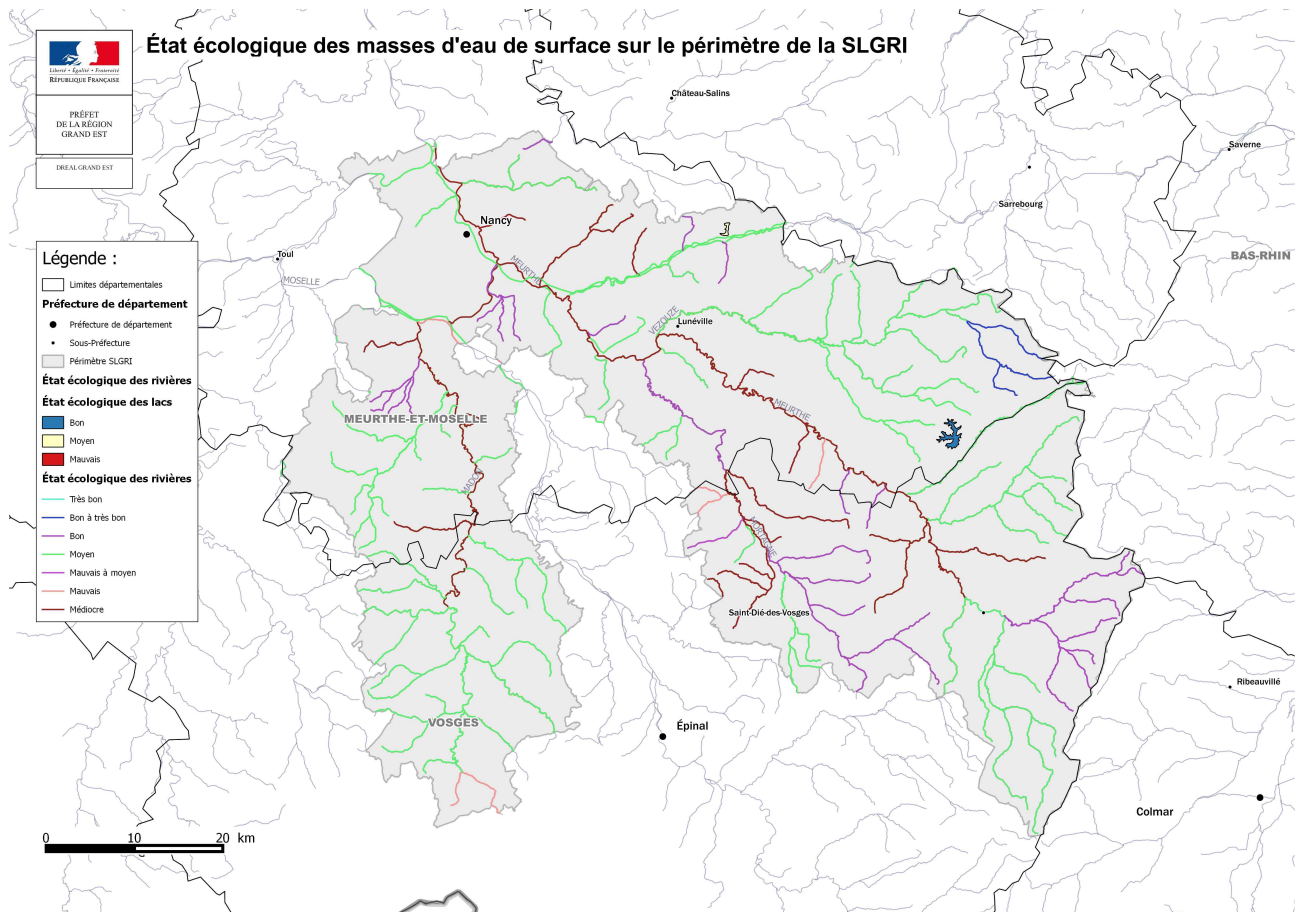 État écologique des masses d'eau de surface sur le périmètre de la SLGRI
Liberté • Égalité • Fraternité
RÉPUBLIQUE FRANÇAISE
PRÉFET
DE LA RÉGION
GRAND EST
DREAL GRAND EST
Légende :
Limites départementales
Préfecture de département
Préfecture de département
Sous-Préfecture
Périmètre SLGRI
État écologique des rivières
État écologique des lacs
Bon
Moyen
Mauvais
État écologique des rivières
Très bon
Bon à très bon
Bon
Moyen
Mauvais à moyen
Mauvais
Médiocre
0 10 20 km
Château-Salins
Saverne
Sarrebourg
Nancy
Toul
MOSELLE
MEURTHE
BAS-RHIN
VEZOUZE
Lunéville
MEURTHE
MEURTHE-ET-MOSELLE
MADON
MORTAGNE
Saint-Dié-des-Vosges
Ribeauvillé
VOSGES
Épinal
Colmar